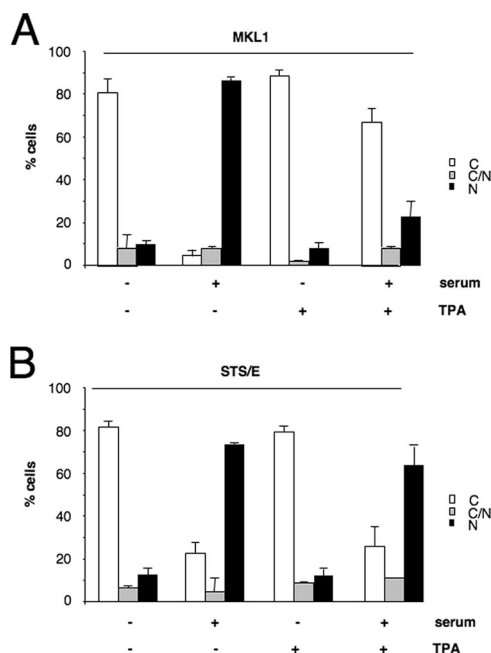 A
MKL1
100
80
60
40
20
0
% cells
C
C/N
N
- + - + serum
- - + + TPA
B
STS/E
100
80
60
40
20
0
% cells
C
C/N
N
- + - + serum
- - + + TPA